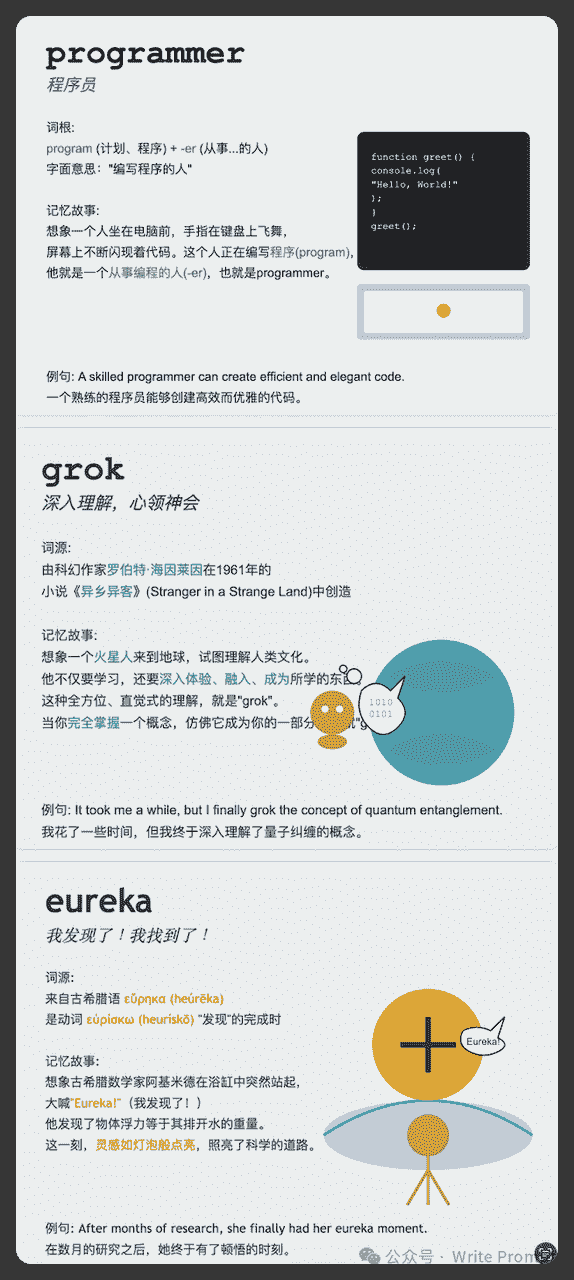 programmer
程序员
词根:
program (计划、程序) + -er (从事...的人)
字面意思："编写程序的人"
记忆故事:
想象一个人坐在电脑前，手指在键盘上飞舞，
屏幕上不断闪现着代码。这个人正在编写程序(program)，
他就是一个从事编程的人(-er)，也就是programmer。
function greet() {
console.log(
"Hello, World!"
);
}
greet();
例句: A skilled programmer can create efficient and elegant code.
一个熟练的程序员能够创建高效而优雅的代码。
grok
深入理解，心领神会
词源:
由科幻作家罗伯特·海因莱因在1961年的
小说《异乡异客》(Stranger in a Strange Land)中创造
记忆故事:
想象一个火星人来到地球，试图理解人类文化。
他不仅要学习，还要深入体验、融入、成为所学的东
这种全方位、直觉式的理解，就是"grok"。
当你完全掌握一个概念，仿佛它成为你的一部分
1010
0101
例句: It took me a while, but I finally grok the concept of quantum entanglement.
我花了一些时间，但我终于深入理解了量子纠缠的概念。
eureka
我发现了！我找到了！
词源:
来自古希腊语 εὕρηκα (heúrēka)
是动词 εὑρίσκω (heurískō) "发现"的完成时
记忆故事:
想象古希腊数学家阿基米德在浴缸中突然站起，
大喊"Eureka!"（我发现了！）
他发现了物体浮力等于其排开水的重量。
这一刻，灵感如灯泡般点亮，照亮了科学的道路。
Eureka!
例句: After months of research, she finally had her eureka moment.
在数月的研究之后，她终于有了顿悟的时刻。
公众号 · Write Prom